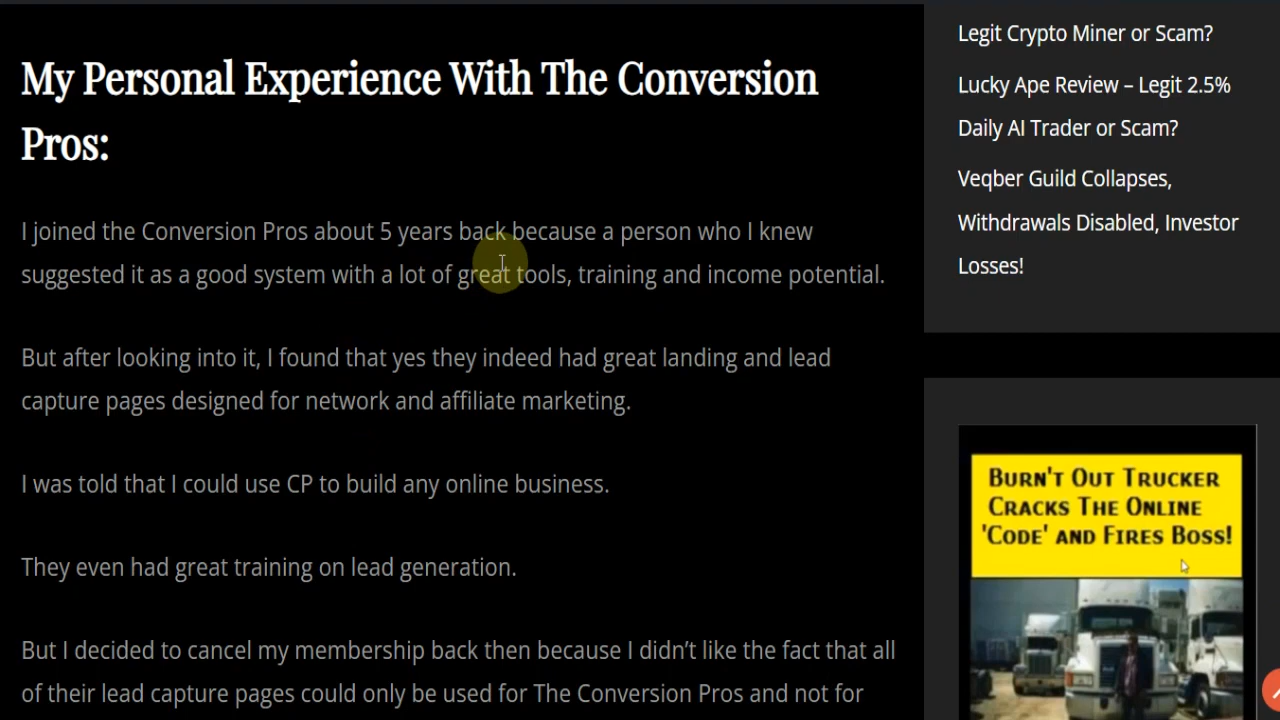 My Personal Experience With The Conversion
Pros:
I joined the Conversion Pros about 5 years back because a person who I knew
suggested it as a good system with a lot of great tools, training and income potential.
But after looking into it, I found that yes they indeed had great landing and lead
capture pages designed for network and affiliate marketing.
I was told that I could use CP to build any online business.
They even had great training on lead generation.
But I decided to cancel my membership back then because I didn’t like the fact that all
of their lead capture pages could only be used for The Conversion Pros and not for
Legit Crypto Miner or Scam?
Lucky Ape Review – Legit 2.5%
Daily AI Trader or Scam?
Veqber Guild Collapses,
Withdrawals Disabled, Investor
Losses!
Burn't Out Trucker
Cracks The Online
'Code' and Fires Boss!